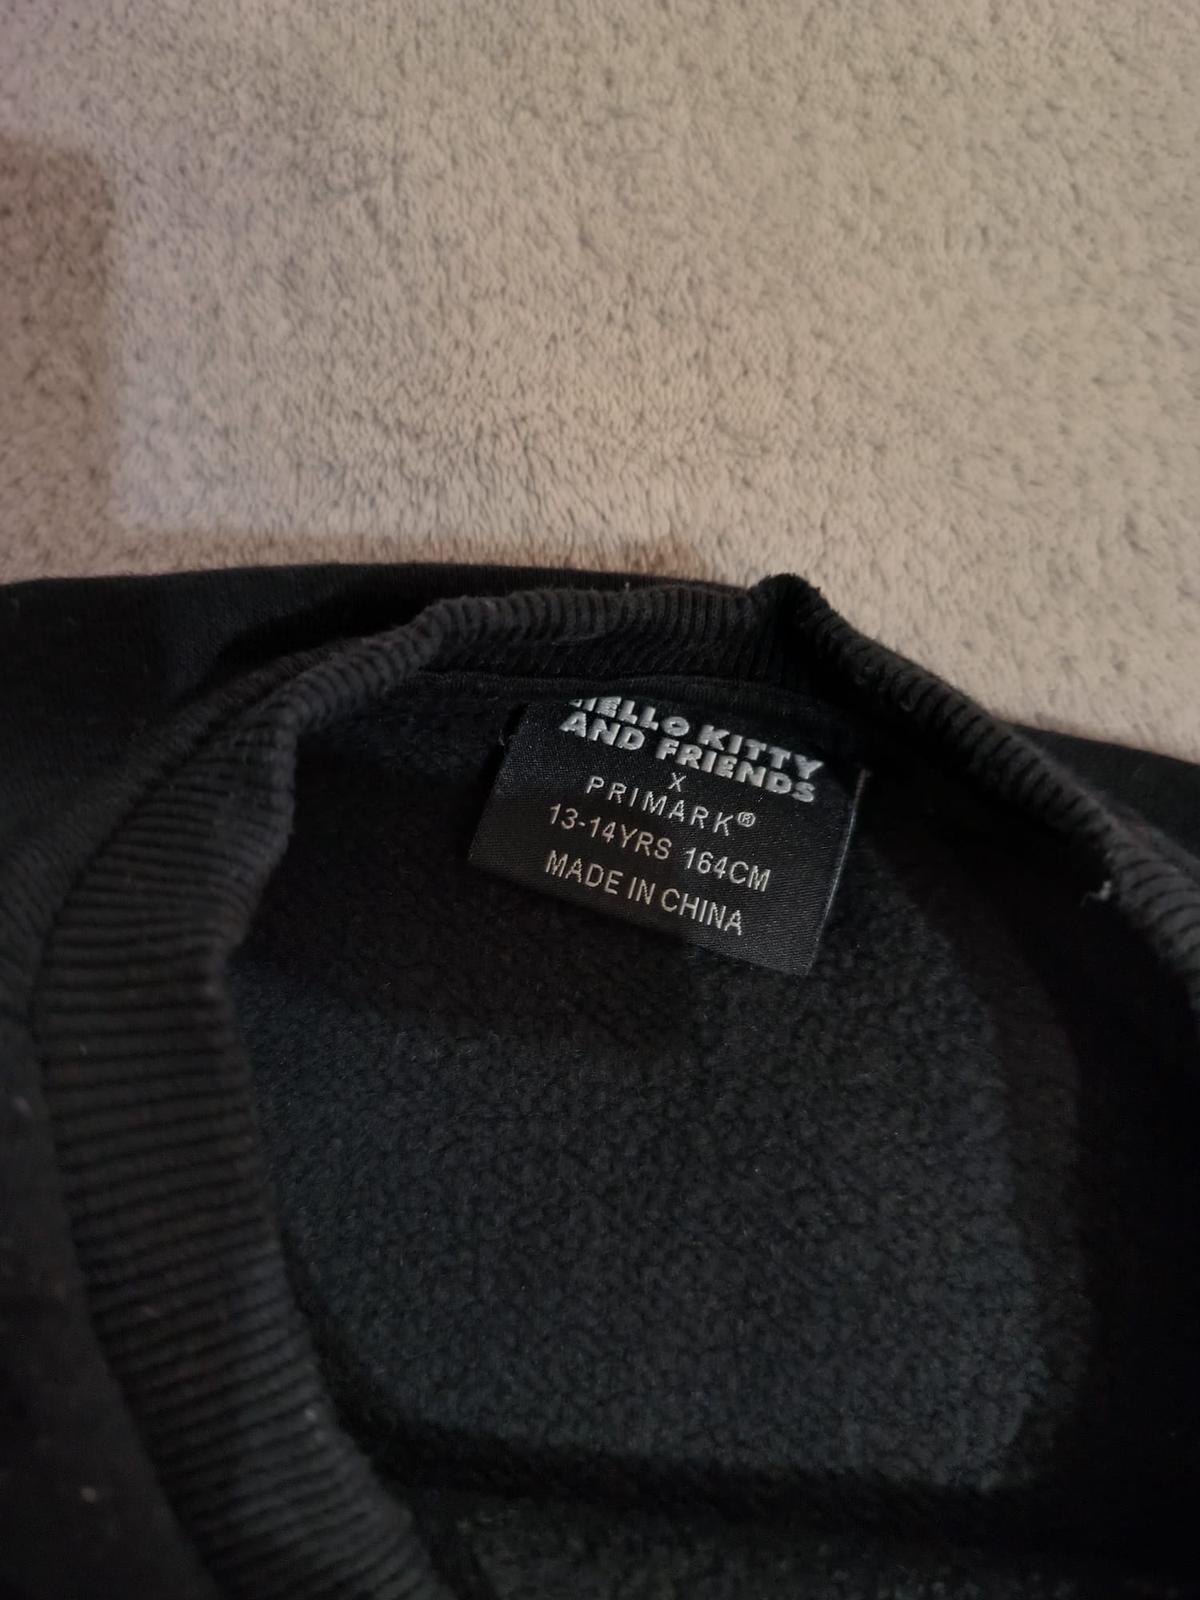 HELLO KITTY
AND FRIENDS
X
PRIMARK®
13-14YRS 164CM
MADE IN CHINA